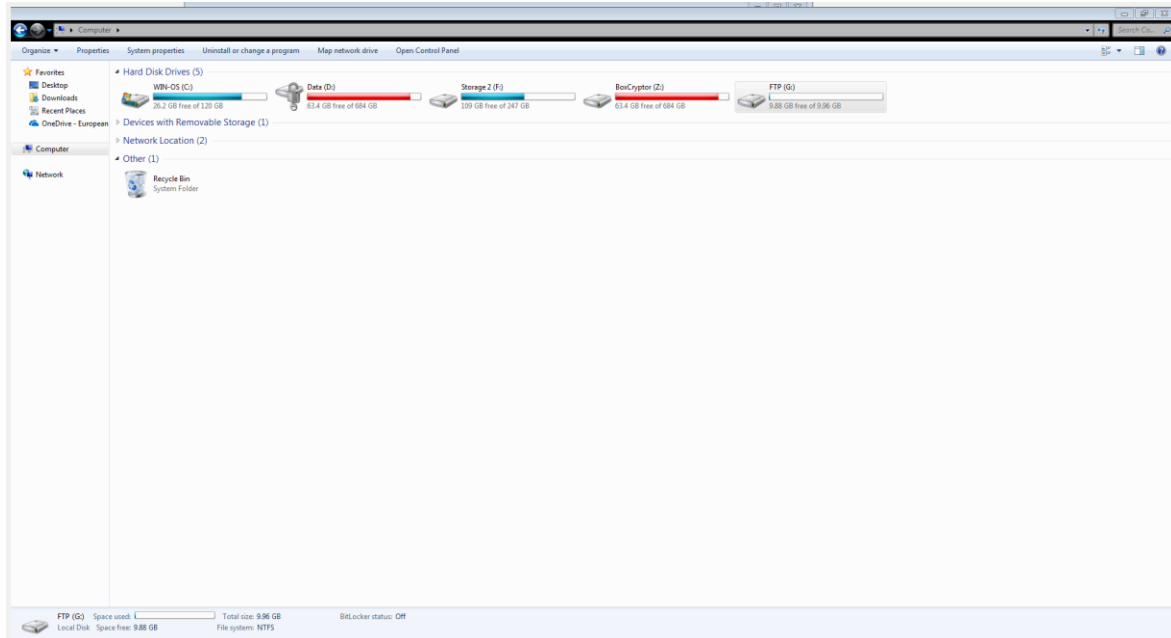 Computer
Search Co...
Organize
Properties
System properties
Uninstall or change a program
Map network drive
Open Control Panel
Favorites
Desktop
Downloads
Recent Places
OneDrive - European
Computer
Network
Hard Disk Drives (5)
WIN-OS (C:)
26.2 GB free of 120 GB
Data (D:)
63.4 GB free of 684 GB
Storage 2 (F:)
109 GB free of 247 GB
BoxCryptor (Z:)
63.4 GB free of 684 GB
FTP (G:)
9.88 GB free of 9.96 GB
Devices with Removable Storage (1)
Network Location (2)
Other (1)
Recycle Bin
System Folder
FTP (G:) Space used: Total size: 9.96 GB BitLocker status: Off
Local Disk Space free: 9.88 GB File system: NTFS